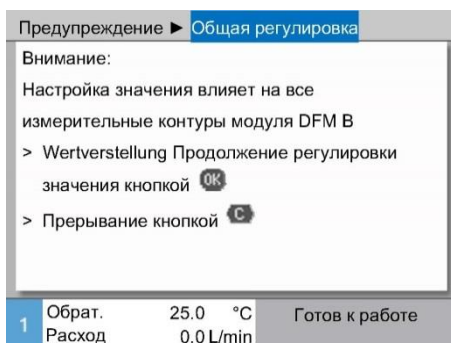 Предупреждение ► Общая регулировка
Внимание:
Настройка значения влияет на все
измерительные контуры модуля DFM B
> Wertverstellung Продолжение регулировки
значения кнопкой OK
> Прерывание кнопкой C
1 Обрат. 25.0 °C Готов к работе
Расход 0.0 L/min